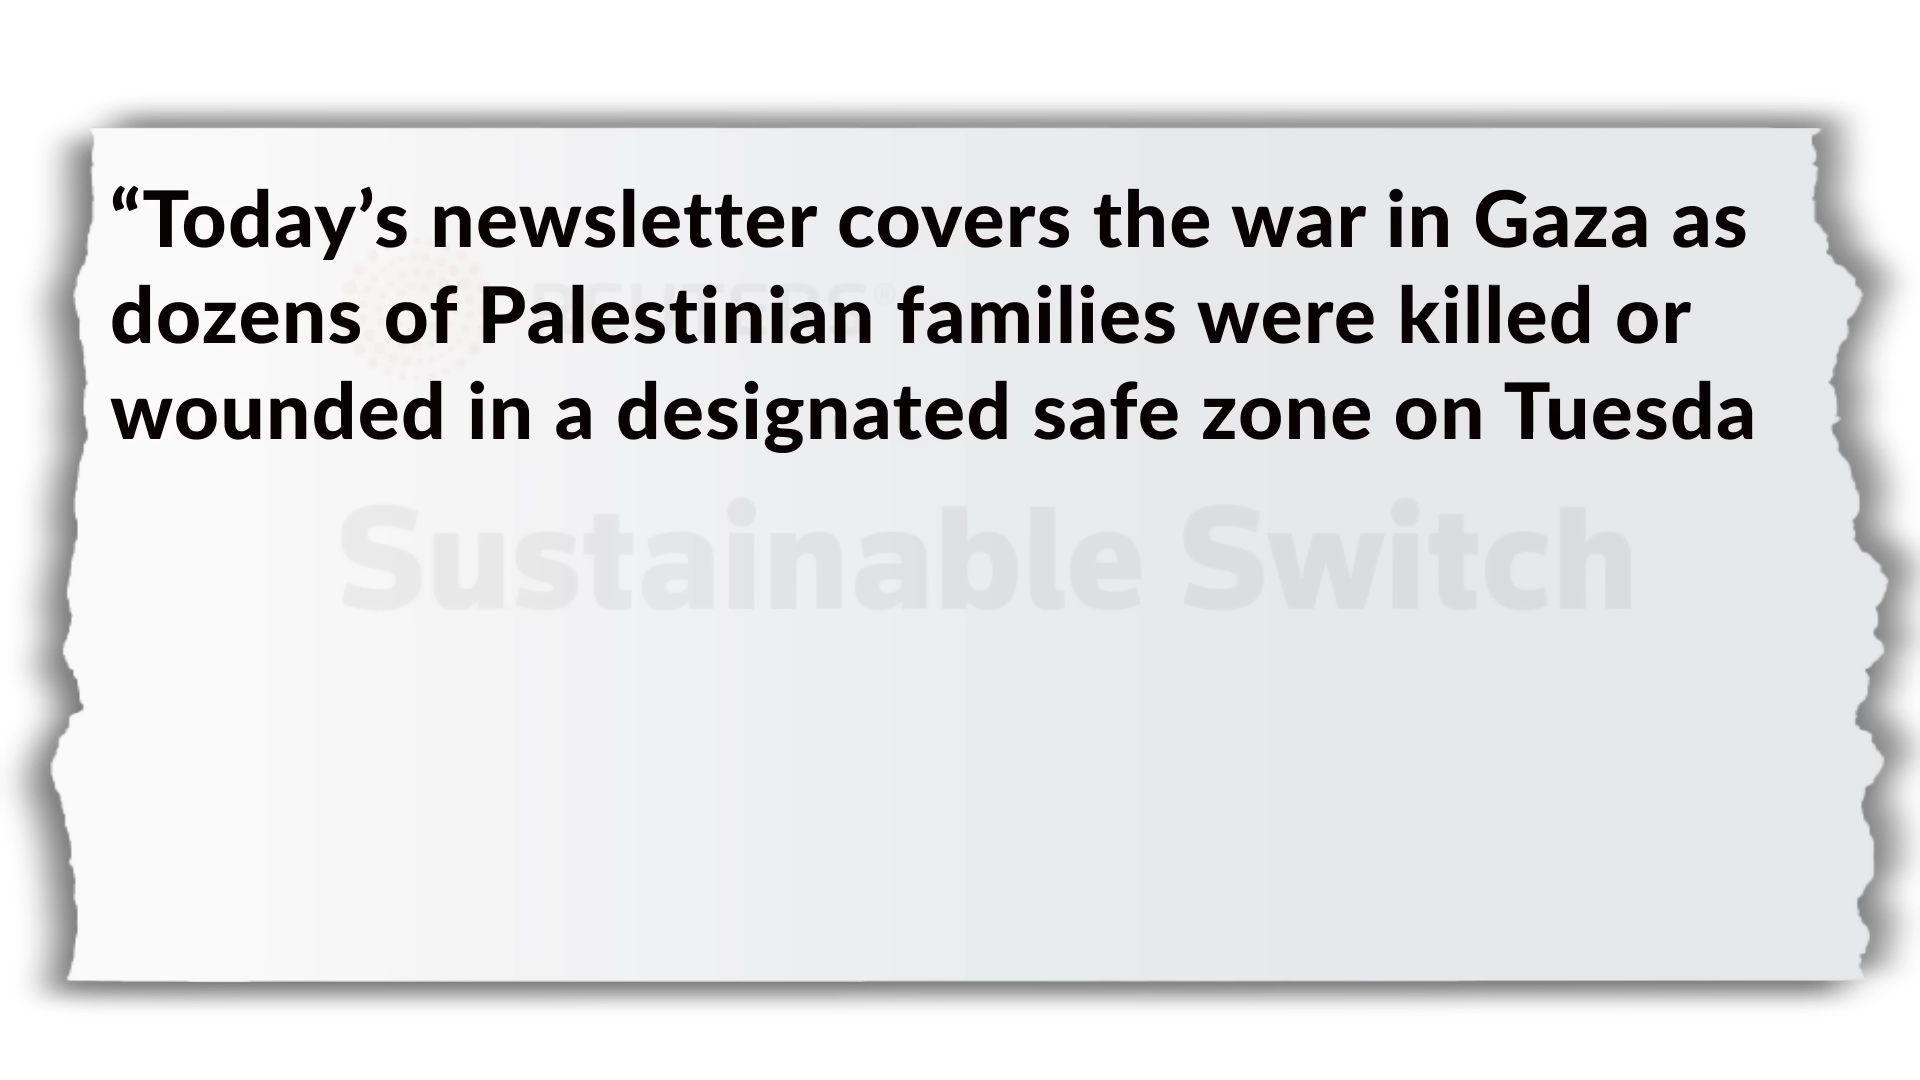 “Today’s newsletter covers the war in Gaza as
REUTERS®
dozens of Palestinian families were killed or
wounded in a designated safe zone on Tuesda
Sustainable Switch